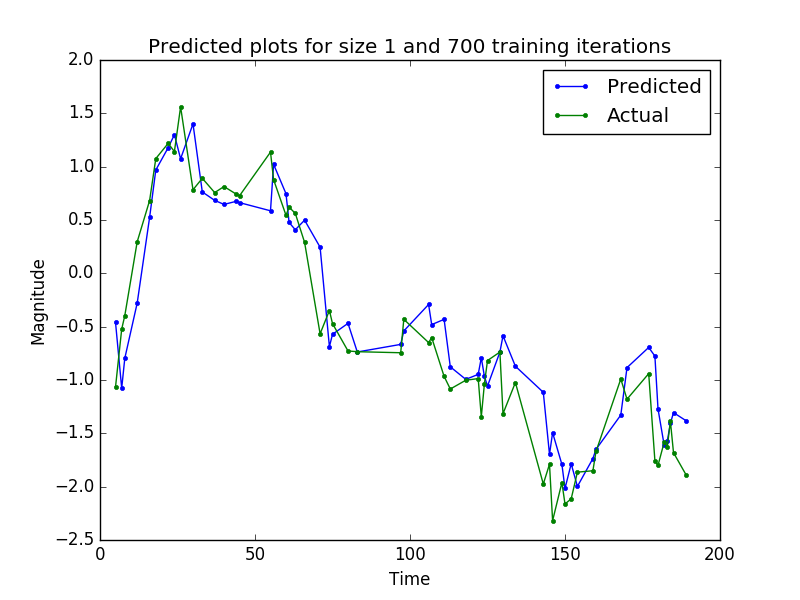 Predicted plots for size 1 and 700 training iterations
Predicted
Actual
2.0
1.5
1.0
0.5
0.0
−0.5
−1.0
−1.5
−2.0
−2.5
Magnitude
0 50 100 150 200
Time